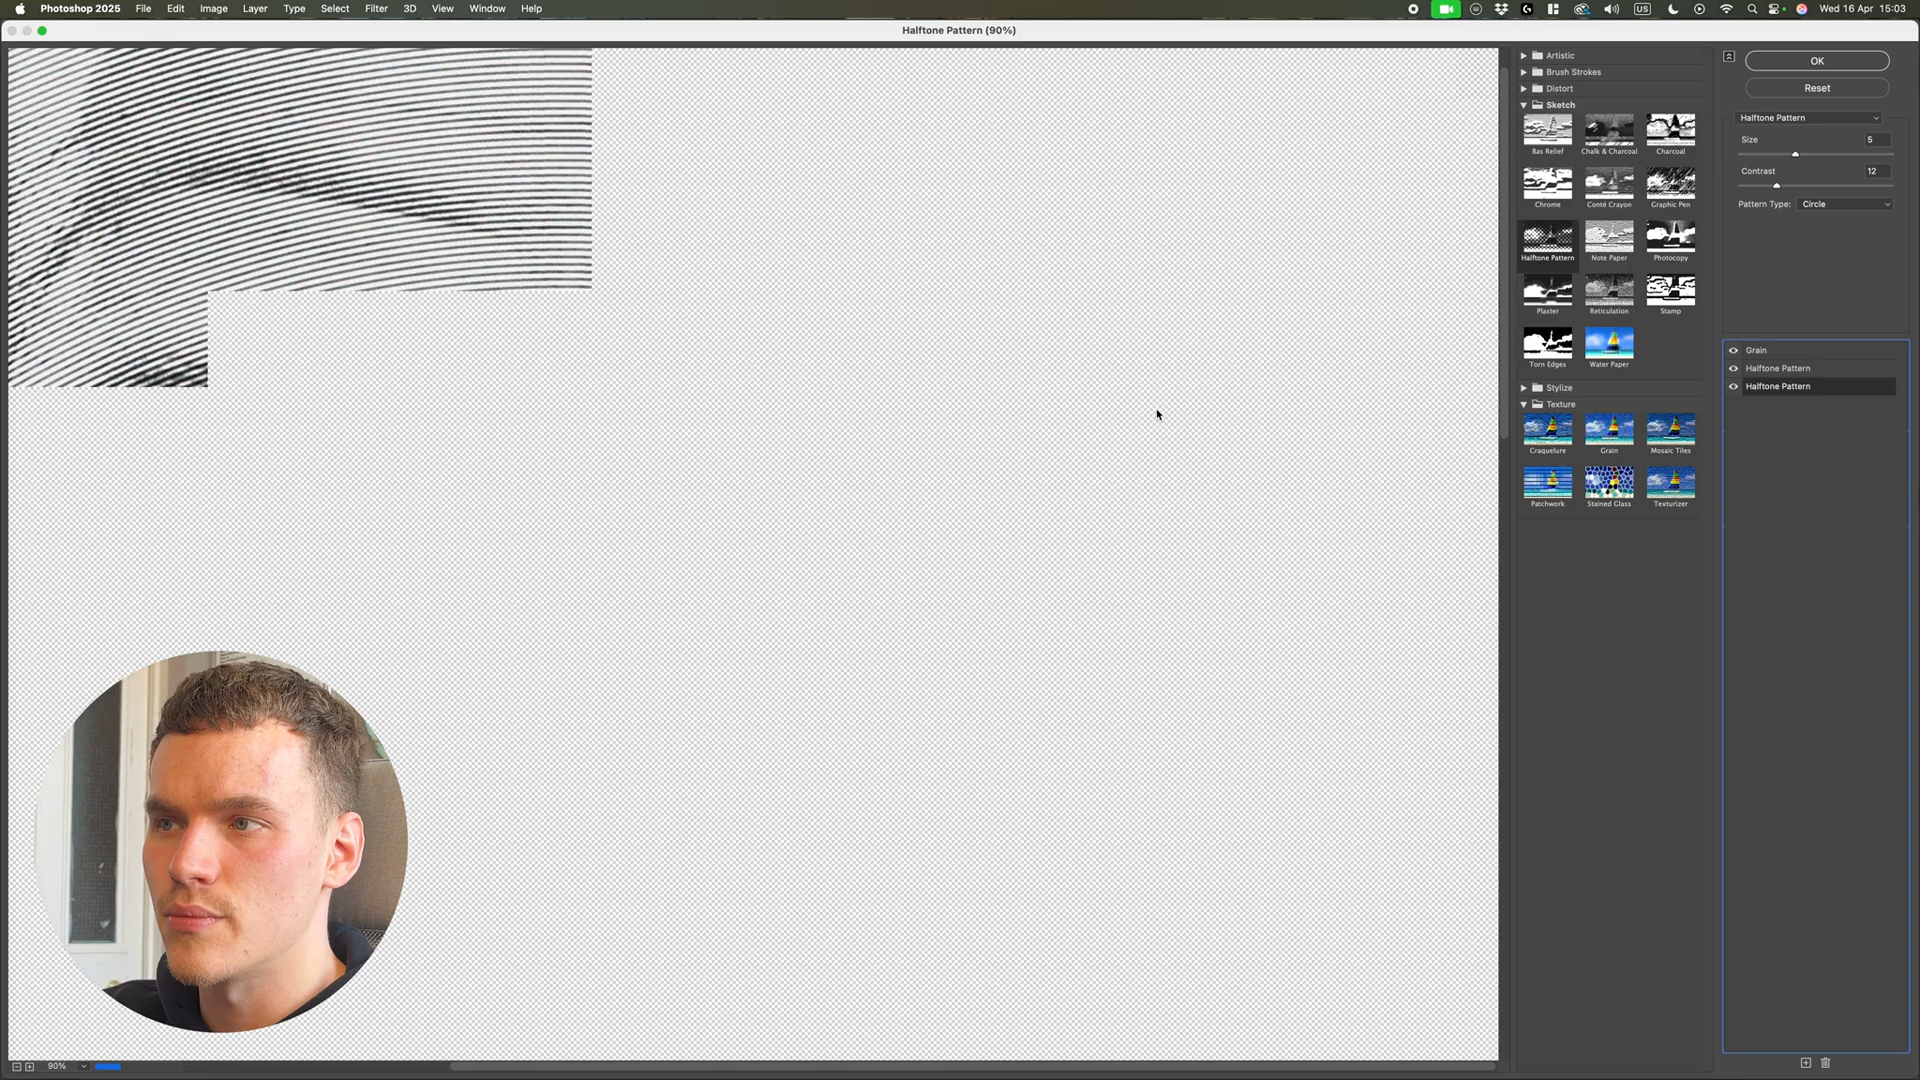 Photoshop 2025 File Edit Image Layer Type Select Filter 3D View Window Help US Wed 16 Apr 15:03
Halftone Pattern (90%)
Artistic
Brush Strokes
Distort
Sketch
Bas Relief Chalk & Charcoal Charcoal
Chrome Conté Crayon Graphic Pen
Halftone Pattern Note Paper Photocopy
Plaster Reticulation Stamp
Torn Edges Water Paper
Stylize
Texture
Craquelure Grain Mosaic Tiles
Patchwork Stained Glass Texturizer
OK
Reset
Halftone Pattern
Size 5
Contrast 12
Pattern Type: Circle
Grain
Halftone Pattern
Halftone Pattern
90%